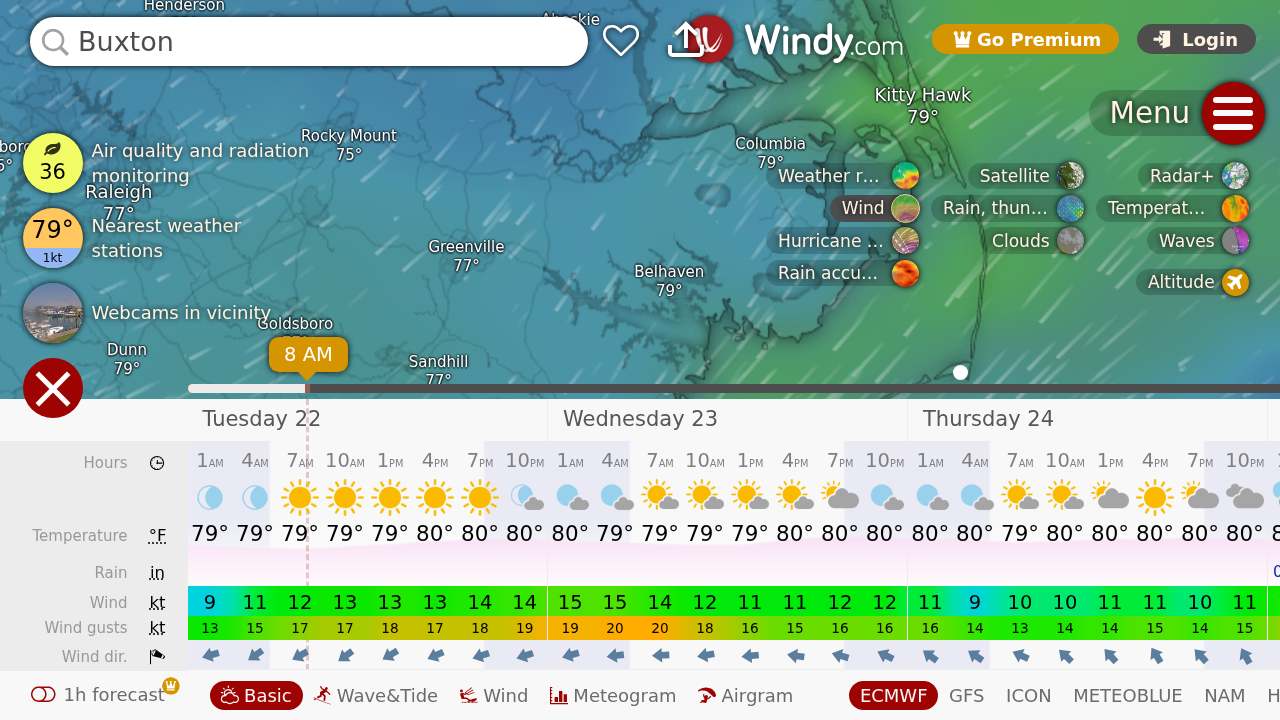 Henderson
Buxton
Windy.com
Go Premium
Login
Kitty Hawk
79°
Menu
Rocky Mount
75°
Columbia
79°
36
Air quality and radiation
monitoring
Raleigh
77°
Weather r...
Satellite
Radar+
Wind
Rain, thun...
Temperat...
79°
1kt
Nearest weather
stations
Hurricane ...
Clouds
Waves
Greenville
77°
Belhaven
79°
Rain accu...
Altitude
Webcams in vicinity
Goldsboro
8 AM
Dunn
79°
Sandhill
77°
Tuesday 22 Wednesday 23 Thursday 24
Hours 1AM 4AM 7AM 10AM 1PM 4PM 7PM 10PM 1AM 4AM 7AM 10AM 1PM 4PM 7PM 10PM 1AM 4AM 7AM 10AM 1PM 4PM 7PM 10PM
Temperature °F 79° 79° 79° 79° 79° 80° 80° 80° 80° 79° 79° 79° 79° 80° 80° 80° 80° 80° 79° 80° 80° 80° 80° 80°
Rain in
Wind kt 9 11 12 13 13 13 14 14 15 15 14 12 11 11 12 12 11 9 10 10 11 11 10 11
Wind gusts kt 13 15 17 17 18 17 18 19 19 20 20 18 16 15 16 16 16 14 13 14 14 15 14 15
Wind dir.
1h forecast
Basic
Wave&Tide
Wind
Meteogram
Airgram
ECMWF
GFS
ICON
METEOBLUE
NAM